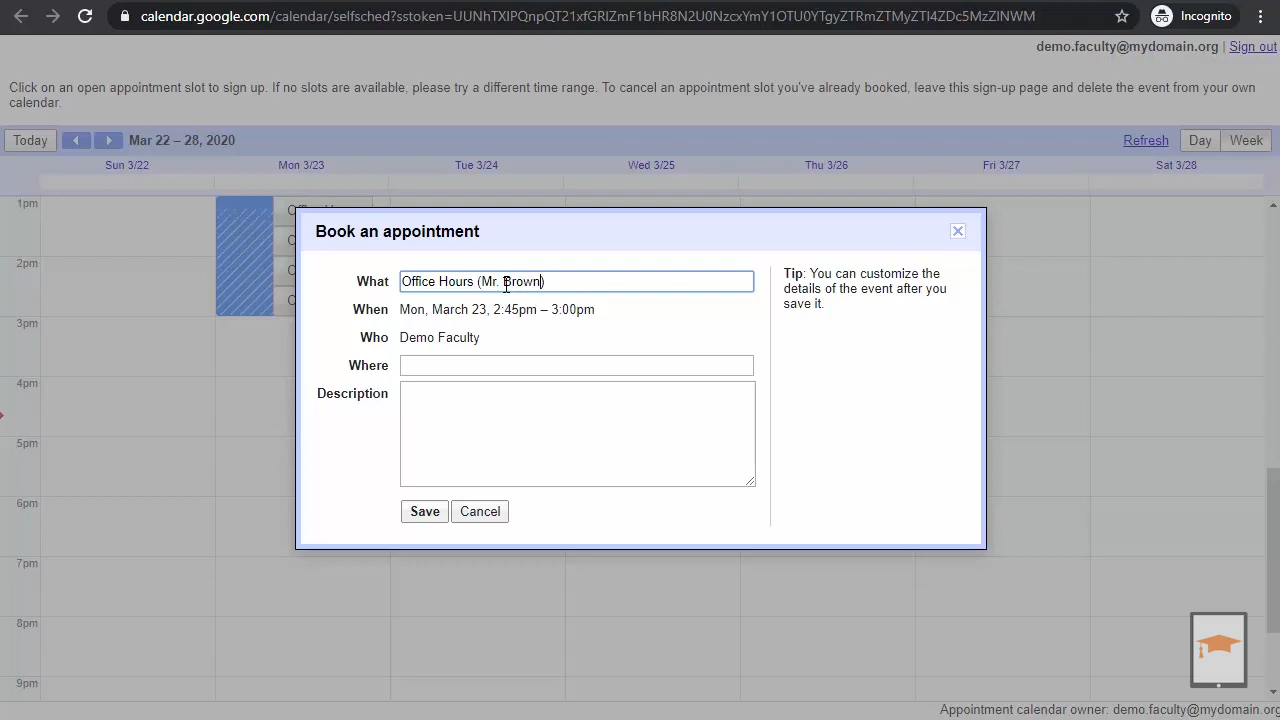 calendar.google.com/calendar/selfsched?sstoken=UUNhTXlPQnpQT21xfGRlZmF1bHR8N2U0NzcxYmY1OTU0YTgyZTRmZTMyZTI4ZDc5MzZlNWM
Incognito
demo.faculty@mydomain.org | Sign out
Click on an open appointment slot to sign up. If no slots are available, please try a different time range. To cancel an appointment slot you've already booked, leave this sign-up page and delete the event from your own
calendar.
Today Mar 22 – 28, 2020 Refresh Day Week
Sun 3/22 Mon 3/23 Tue 3/24 Wed 3/25 Thu 3/26 Fri 3/27 Sat 3/28
1pm
2pm
3pm
4pm
5pm
6pm
7pm
8pm
9pm
Book an appointment
What Office Hours (Mr. Brown)
When Mon, March 23, 2:45pm – 3:00pm
Who Demo Faculty
Where
Description
Save Cancel
Tip: You can customize the
details of the event after you
save it.
Appointment calendar owner: demo.faculty@mydomain.org